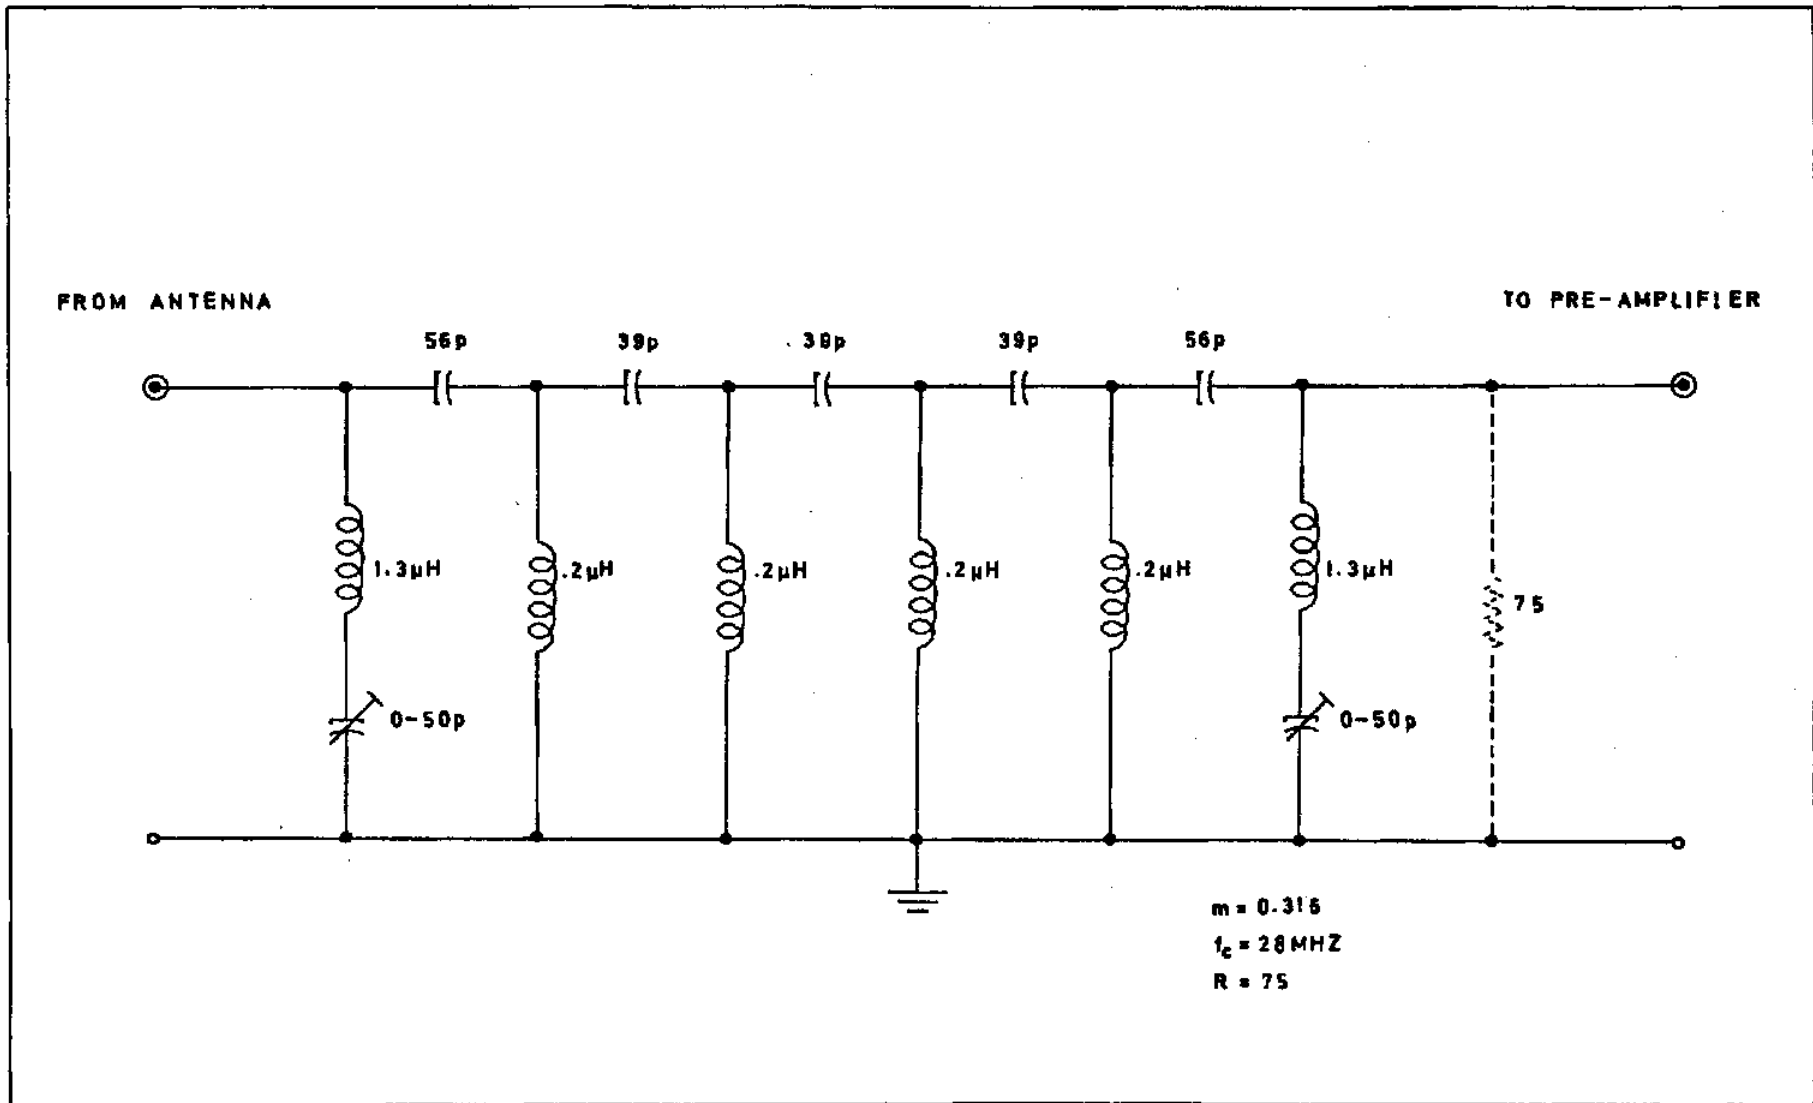 FROM ANTENNA
TO PRE-AMPLIFIER
56p
39p
39p
39p
56p
1.3µH
.2µH
.2µH
.2µH
.2µH
1.3µH
75
0-50p
0-50p
m = 0.316
fc = 28MHZ
R = 75